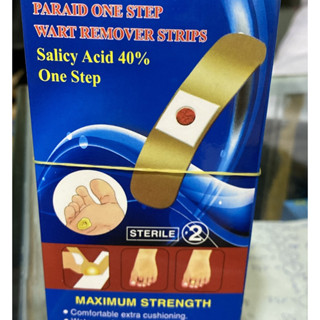 PARAID ONE STEP
WART REMOVER STRIPS
Salicy Acid 40%
One Step
STERILE 2
MAXIMUM STRENGTH
• Comfortable extra cushioning.